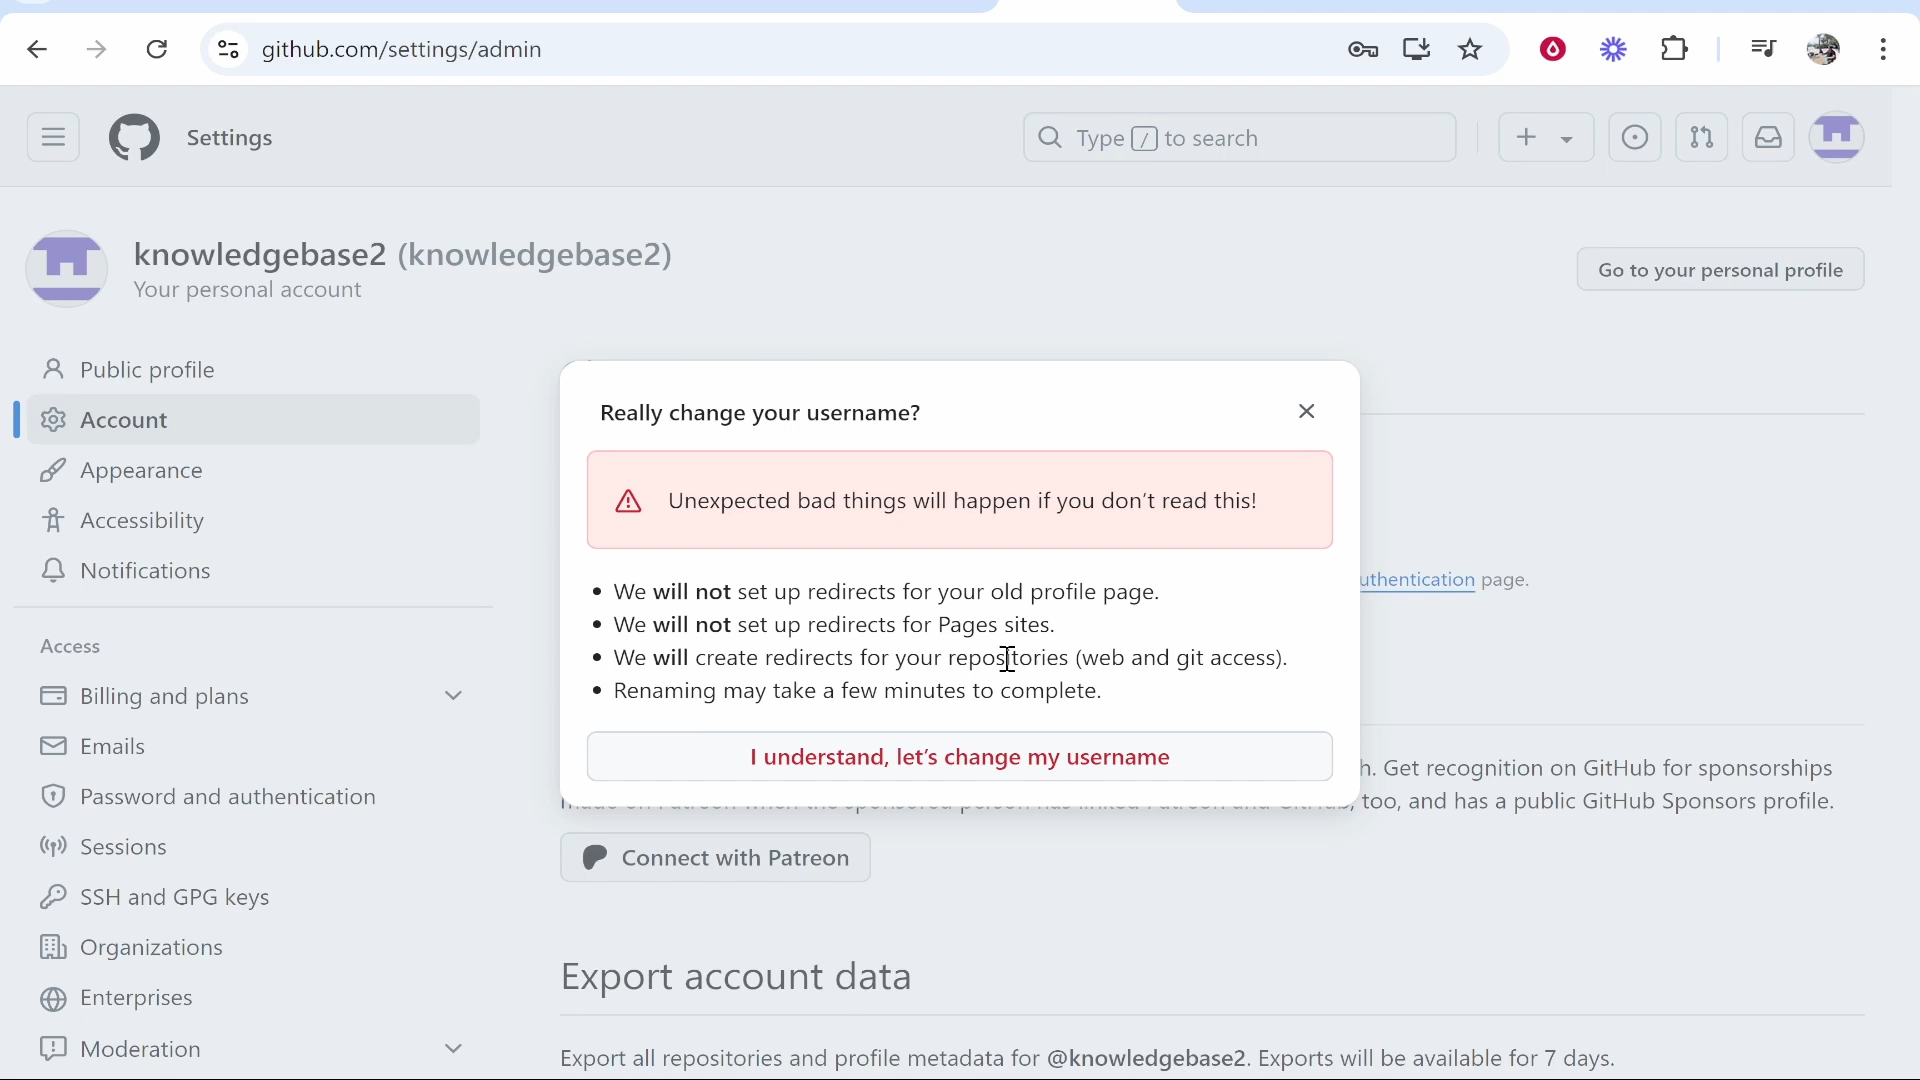 github.com/settings/admin
Settings
Type / to search
knowledgebase2 (knowledgebase2)
Your personal account
Go to your personal profile
Public profile
Account
Appearance
Accessibility
Notifications
Access
Billing and plans
Emails
Password and authentication
Sessions
SSH and GPG keys
Organizations
Enterprises
Moderation
Really change your username?
Unexpected bad things will happen if you don't read this!
• We will not set up redirects for your old profile page.
• We will not set up redirects for Pages sites.
• We will create redirects for your repositories (web and git access).
• Renaming may take a few minutes to complete.
I understand, let's change my username
uthentication page.
h. Get recognition on GitHub for sponsorships
too, and has a public GitHub Sponsors profile.
Connect with Patreon
Export account data
Export all repositories and profile metadata for @knowledgebase2. Exports will be available for 7 days.